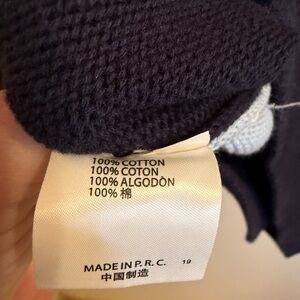 100% COTTON
100% COTON
100% ALGODÓN
100% 棉
MADE IN P. R. C. 19
中国制造